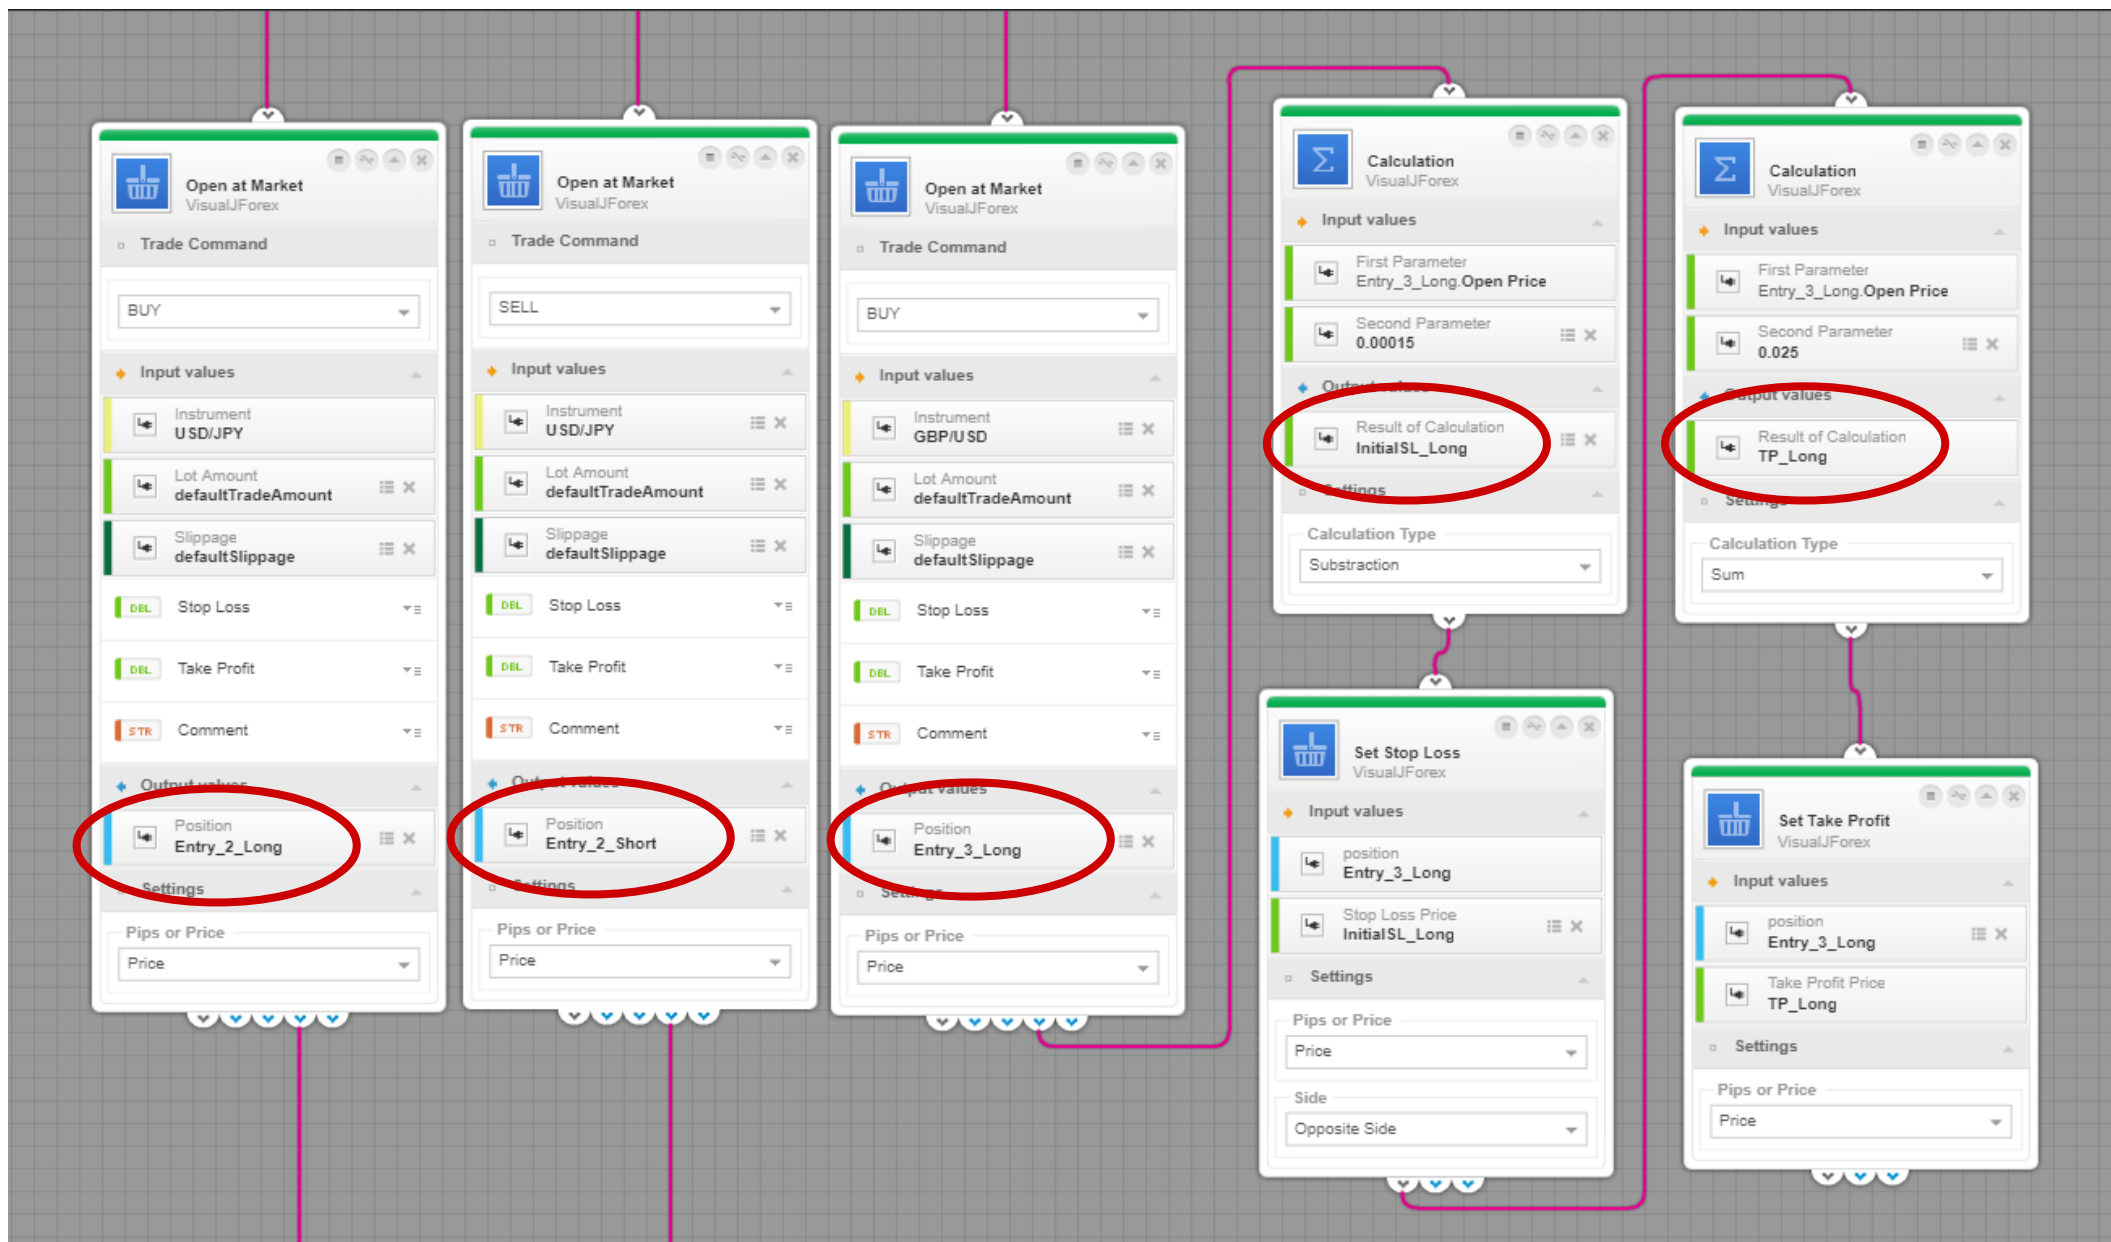 Open at Market
VisualJForex
Trade Command
BUY
Input values
Instrument
USD/JPY
Lot Amount
defaultTradeAmount
Slippage
defaultSlippage
DBL Stop Loss
DBL Take Profit
STR Comment
Output values
Position
Entry_2_Long
Settings
Pips or Price
Price
Open at Market
VisualJForex
Trade Command
SELL
Input values
Instrument
USD/JPY
Lot Amount
defaultTradeAmount
Slippage
defaultSlippage
DBL Stop Loss
DBL Take Profit
STR Comment
Output values
Position
Entry_2_Short
Settings
Pips or Price
Price
Open at Market
VisualJForex
Trade Command
BUY
Input values
Instrument
GBP/USD
Lot Amount
defaultTradeAmount
Slippage
defaultSlippage
DBL Stop Loss
DBL Take Profit
STR Comment
Output values
Position
Entry_3_Long
Settings
Pips or Price
Price
Σ
Calculation
VisualJForex
Input values
First Parameter
Entry_3_Long.Open Price
Second Parameter
0.00015
Output values
Result of Calculation
InitialSL_Long
Settings
Calculation Type
Substraction
Set Stop Loss
VisualJForex
Input values
position
Entry_3_Long
Stop Loss Price
InitialSL_Long
Settings
Pips or Price
Price
Side
Opposite Side
Σ
Calculation
VisualJForex
Input values
First Parameter
Entry_3_Long.Open Price
Second Parameter
0.025
Output values
Result of Calculation
TP_Long
Settings
Calculation Type
Sum
Set Take Profit
VisualJForex
Input values
position
Entry_3_Long
Take Profit Price
TP_Long
Settings
Pips or Price
Price